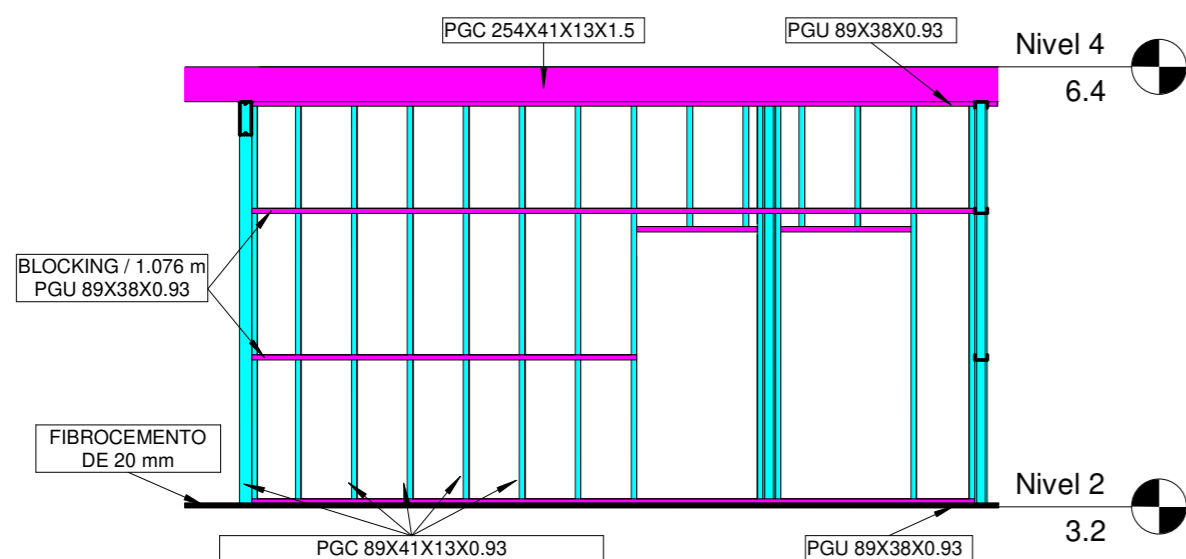 PGC 254X41X13X1.5
PGU 89X38X0.93
Nivel 4
6.4
BLOCKING / 1.076 m
PGU 89X38X0.93
FIBROCEMENTO
DE 20 mm
Nivel 2
3.2
PGC 89X41X13X0.93
PGU 89X38X0.93